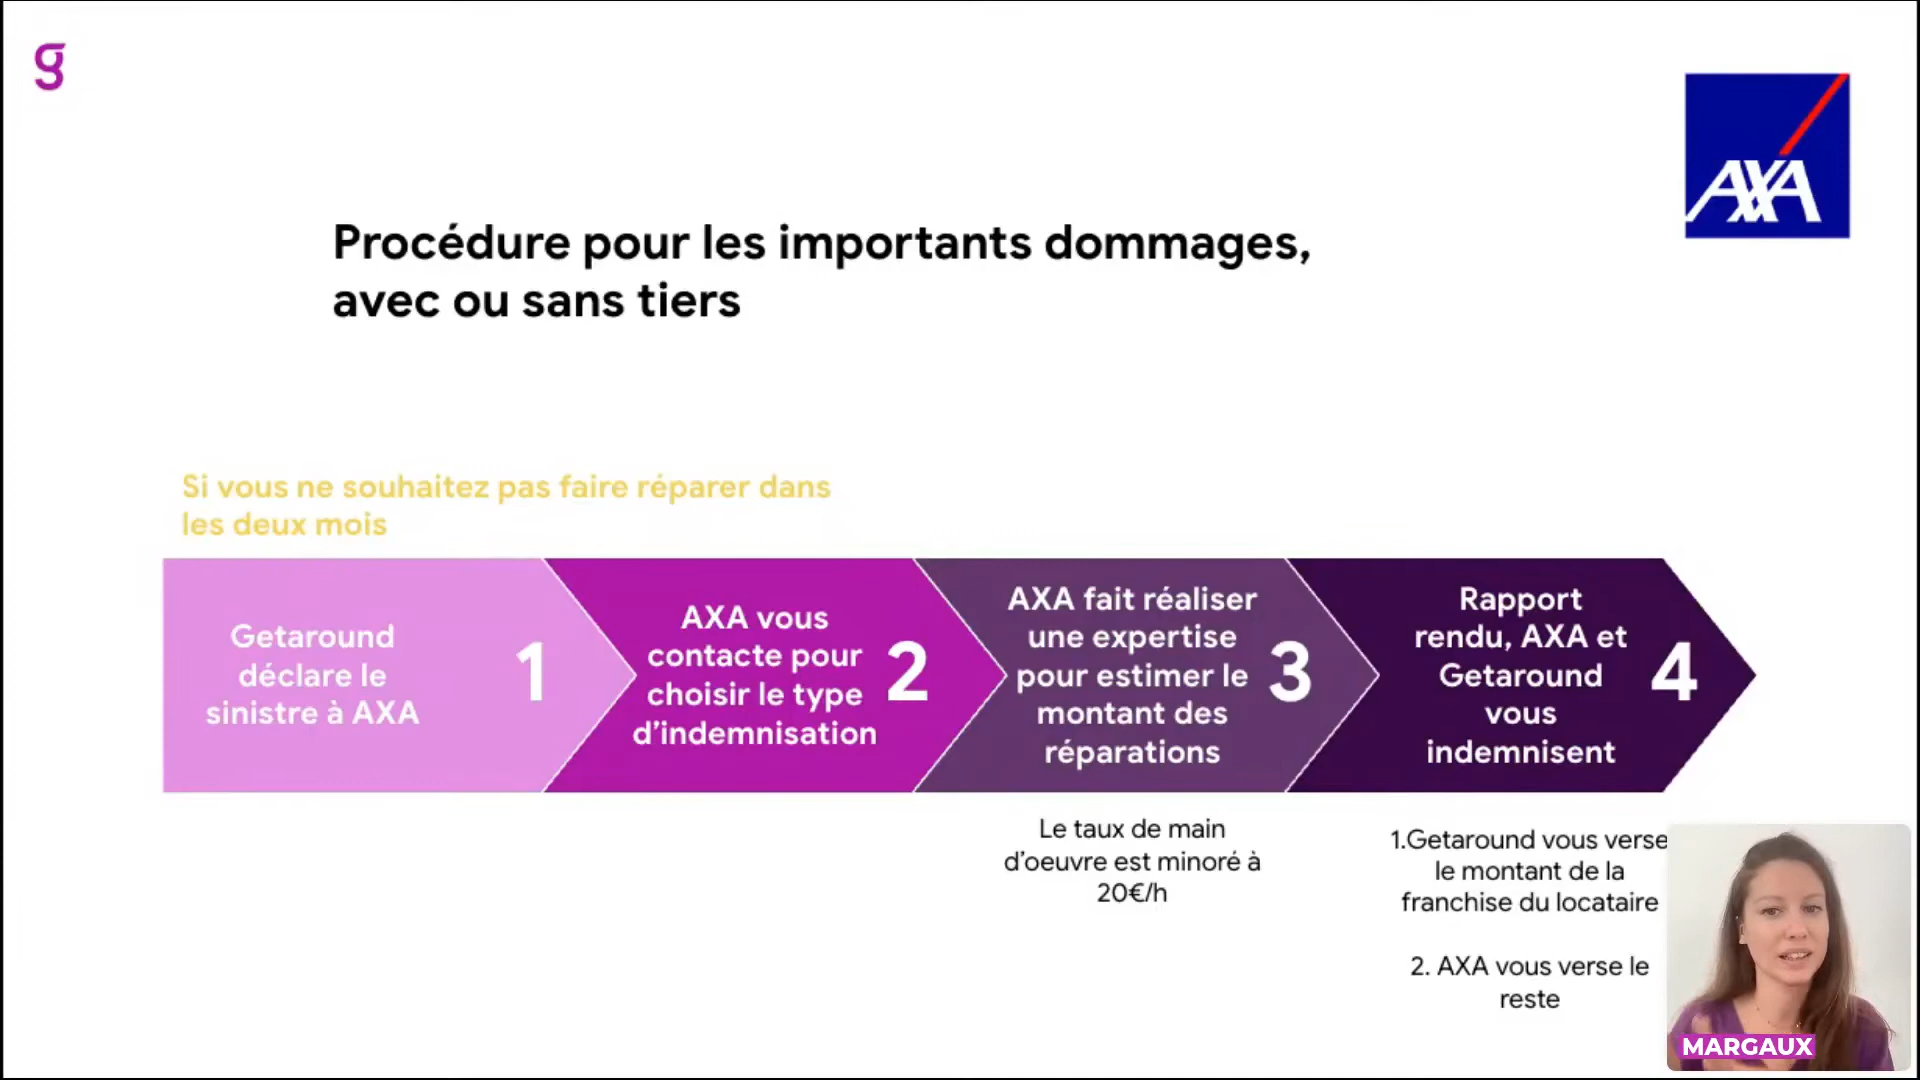 g
AXA
Procédure pour les importants dommages,
avec ou sans tiers
Si vous ne souhaitez pas faire réparer dans
les deux mois
Getaround
déclare le
sinistre à AXA
1
AXA vous
contacte pour
choisir le type
d'indemnisation
2
AXA fait réaliser
une expertise
pour estimer le
montant des
réparations
3
Rapport
rendu, AXA et
Getaround
vous
indemnisent
4
Le taux de main
d'oeuvre est minoré à
20€/h
1.Getaround vous verse
le montant de la
franchise du locataire
2. AXA vous verse le
reste
MARGAUX